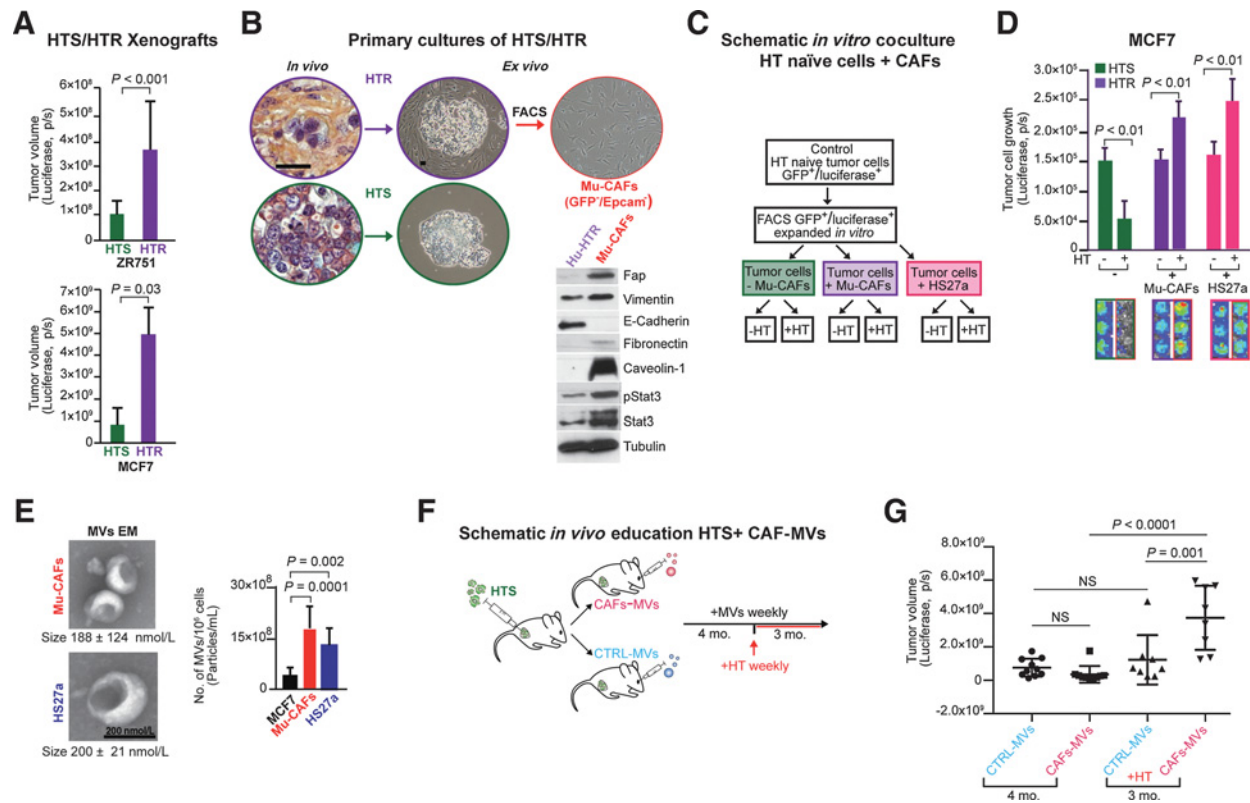 A
HTS/HTR Xenografts
P < 0.001
6×10⁸
5×10⁸
4×10⁸
3×10⁸
2×10⁸
1×10⁸
Tumor volume
(Luciferase, p/s)
HTS
HTR
ZR751
P = 0.03
7×10⁹
6×10⁹
5×10⁹
4×10⁹
3×10⁹
2×10⁹
1×10⁹
0
Tumor volume
(Luciferase, p/s)
HTS
HTR
MCF7
B
Primary cultures of HTS/HTR
In vivo
Ex vivo
HTR
FACS
HTS
Mu-CAFs
(GFP⁻/Epcam⁻)
Hu-HTR
Mu-CAFs
Fap
Vimentin
E-Cadherin
Fibronectin
Caveolin-1
pStat3
Stat3
Tubulin
C
Schematic in vitro coculture
HT naïve cells + CAFs
Control
HT naive tumor cells
GFP⁺/luciferase⁺
FACS GFP⁺/luciferase⁺
expanded in vitro
Tumor cells
- Mu-CAFs
Tumor cells
+ Mu-CAFs
Tumor cells
+ HS27a
-HT
+HT
-HT
+HT
-HT
+HT
D
MCF7
HTS
HTR
P < 0.01
P < 0.01
P < 0.01
3.0×10⁵
2.5×10⁵
2.0×10⁵
1.5×10⁵
1.0×10⁵
5.0×10⁴
0
Tumor cell growth
(Luciferase, p/s)
HT - + - + - +
- + +
Mu-CAFs HS27a
E
MVs EM
Mu-CAFs
Size 188 ± 124 nmol/L
HS27a
200 nmol/L
Size 200 ± 21 nmol/L
P = 0.002
P = 0.0001
30×10⁸
15×10⁸
0
No. of MVs/10⁶ cells
(Particles/mL)
MCF7
Mu-CAFs
HS27a
F
Schematic in vivo education HTS+ CAF-MVs
HTS
CAFs-MVs
CTRL-MVs
+MVs weekly
4 mo.
3 mo.
+HT weekly
G
P < 0.0001
P = 0.001
NS
NS
8.0×10⁹
6.0×10⁹
4.0×10⁹
2.0×10⁹
0
-2.0×10⁹
Tumor volume
(Luciferase, p/s)
CTRL-MVs
CAFs-MVs
CTRL-MVs
CAFs-MVs
+HT
4 mo.
3 mo.